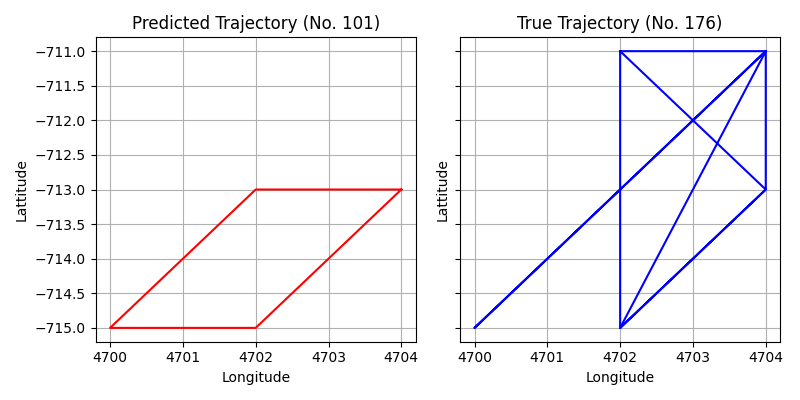 Predicted Trajectory (No. 101)
True Trajectory (No. 176)
Lattitude
−711.0
−711.5
−712.0
−712.5
−713.0
−713.5
−714.0
−714.5
−715.0
4700 4701 4702 4703 4704
Longitude
Lattitude
4700 4701 4702 4703 4704
Longitude